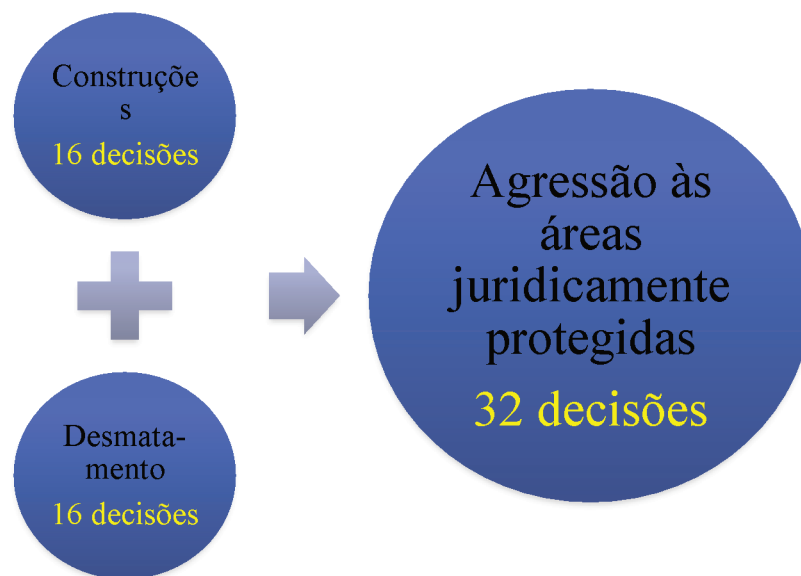 Construçõe
s
16 decisões
Desmata-
mento
16 decisões
Agressão às
áreas
juridicamente
protegidas
32 decisões